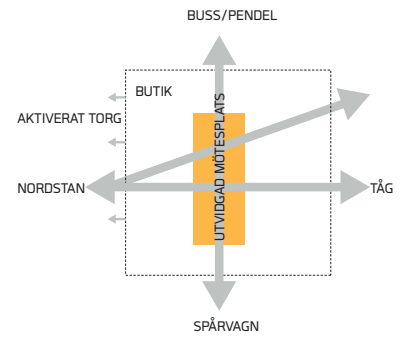 BUSS/PENDEL
BUTIK
AKTIVERAT TORG
UTVIDGAD MÖTESPLATS
NORDSTAN
TÅG
SPÅRVAGN